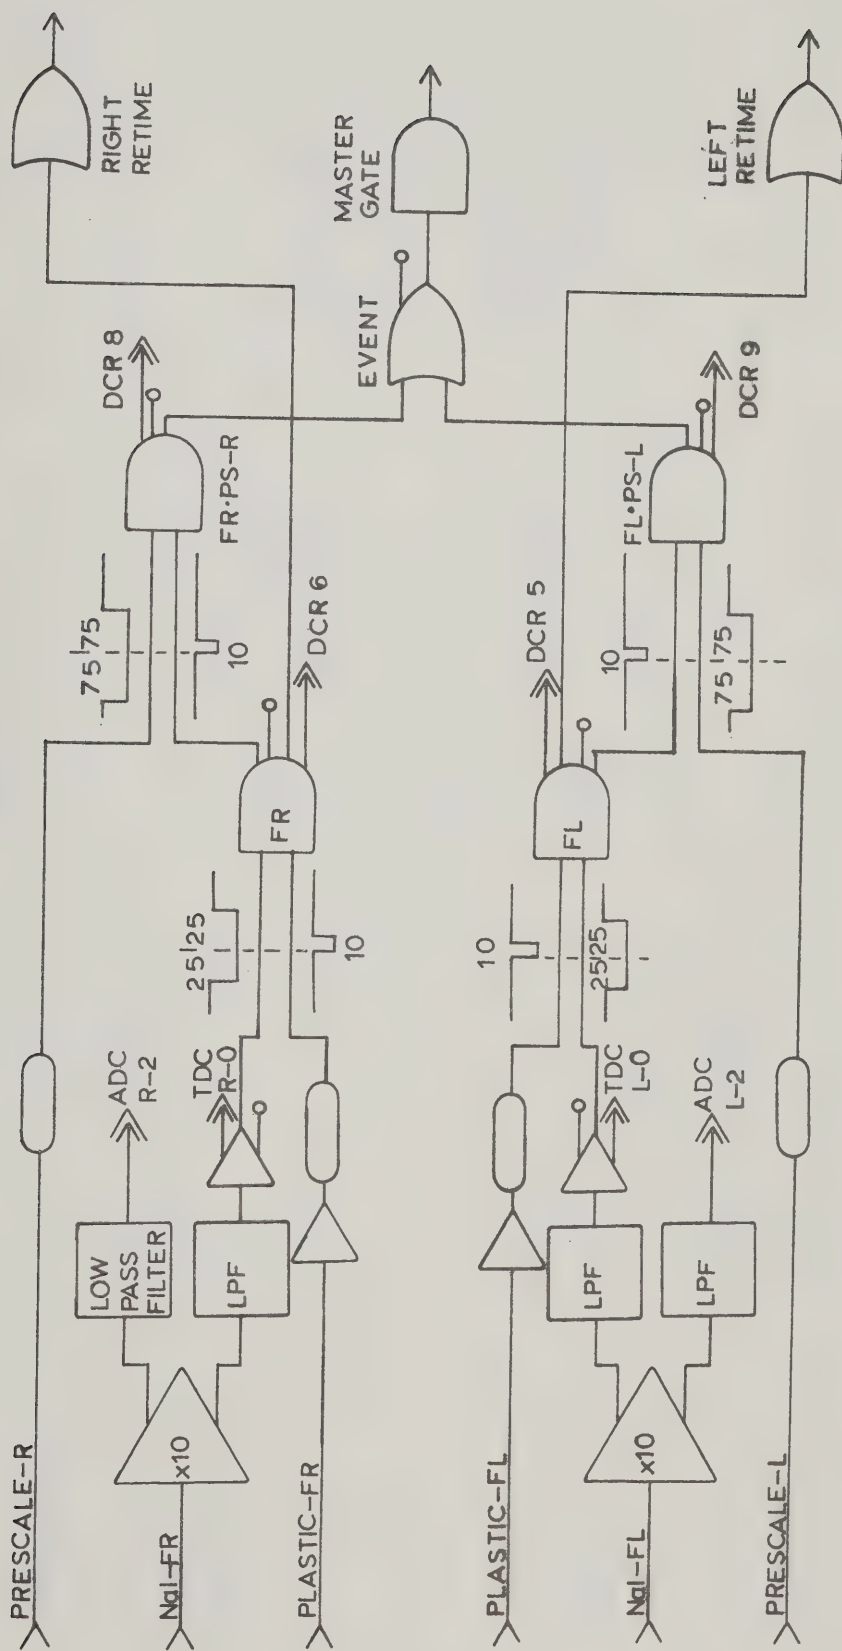 PRESCALE-R
NaI-FR
PLASTIC-FR
x10
LOW
PASS
FILTER
LPF
ADC
R-2
TDC
R-0
25 25
10
FR
DCR 6
75 75
10
FR·PS-R
DCR 8
RIGHT
RETIME
PLASTIC-FL
NaI-FL
PRESCALE-L
x10
LPF
LPF
TDC
L-0
ADC
L-2
10
25 25
FL
DCR 5
10
75 75
FL·PS-L
DCR 9
EVENT
MASTER
GATE
LEFT
RETIME